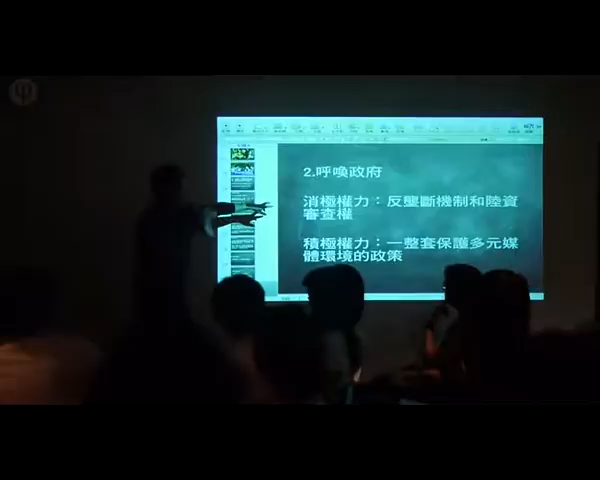 2.呼喚政府
消極權力：反壟斷機制和陸資
審查權
積極權力：一整套保護多元媒
體環境的政策